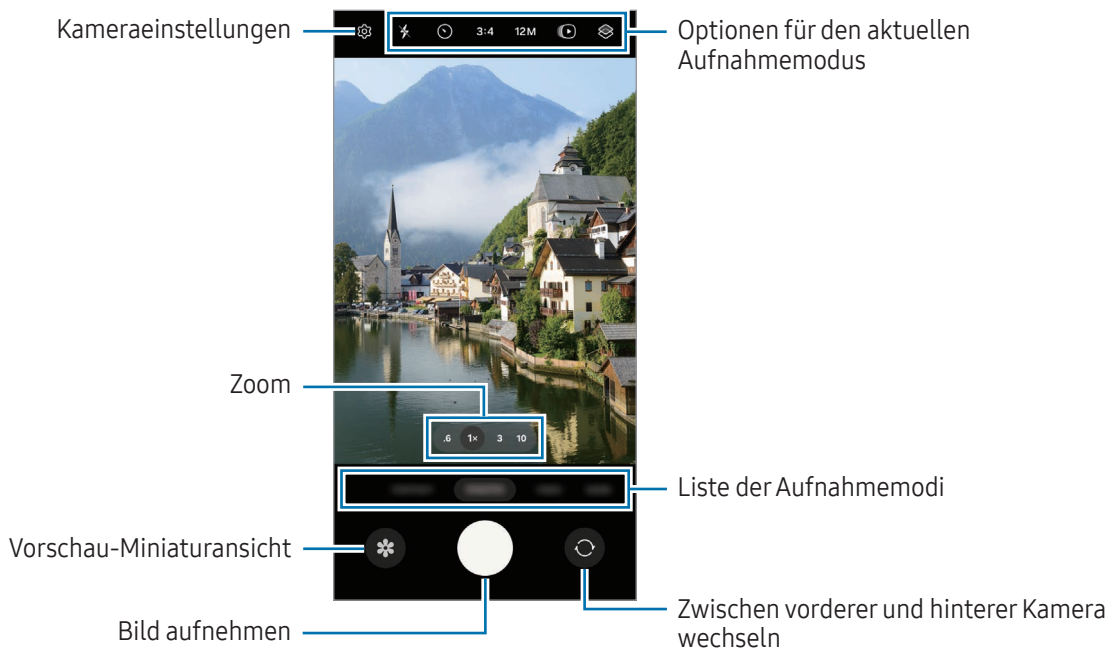 Kameraeinstellungen
3:4 12M
Optionen für den aktuellen
Aufnahmemodus
Zoom
.6 1× 3 10
Liste der Aufnahmemodi
Vorschau-Miniaturansicht
Bild aufnehmen
Zwischen vorderer und hinterer Kamera
wechseln